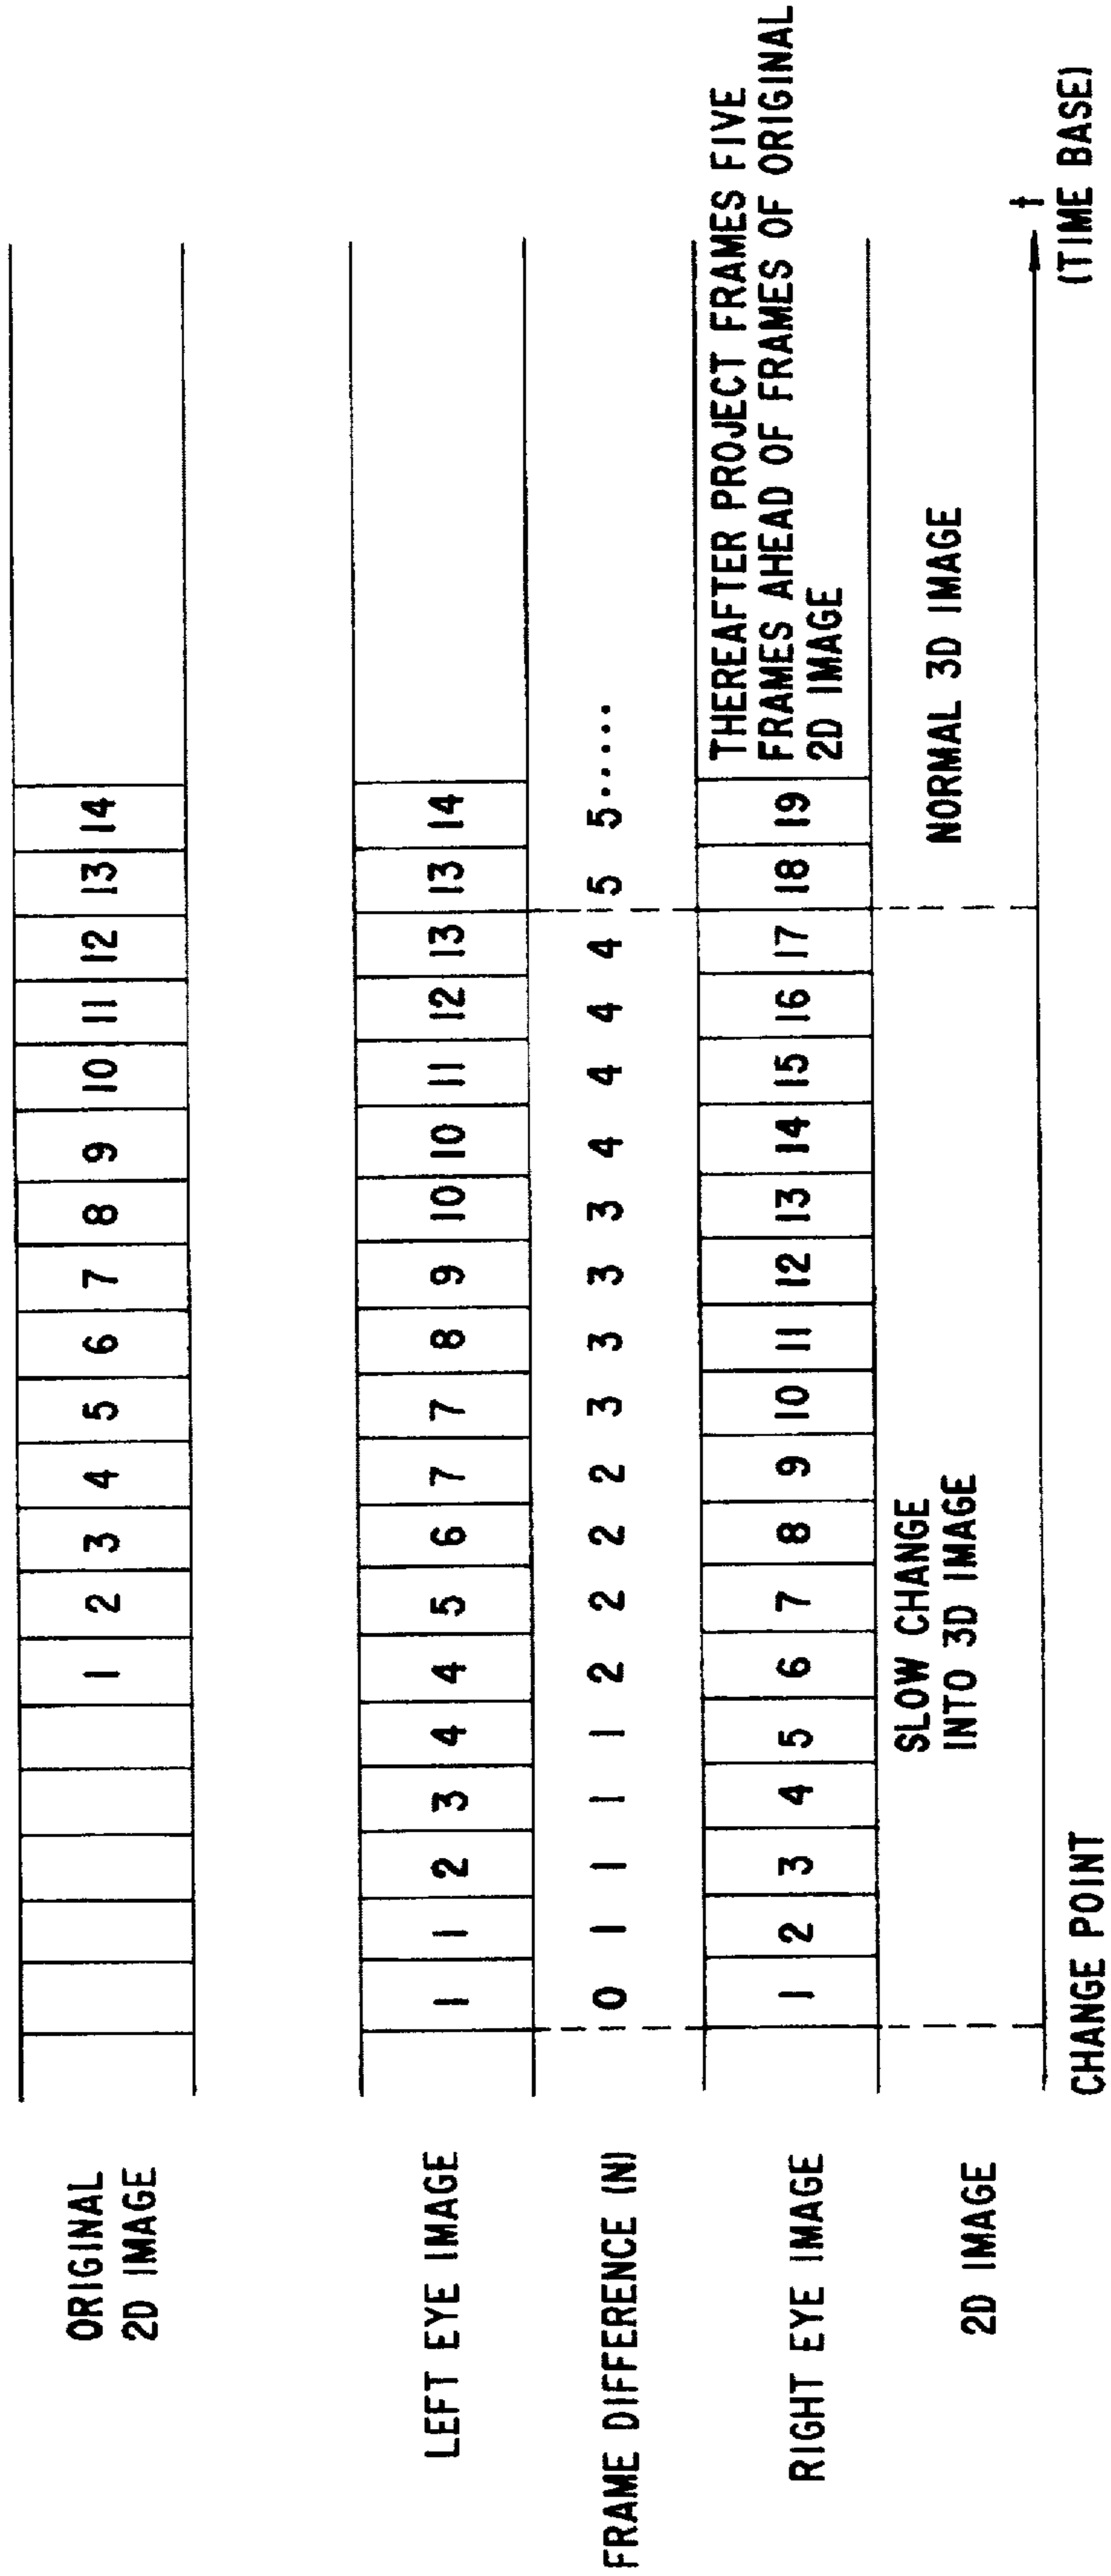 ORIGINAL
2D IMAGE
1 2 3 4 5 6 7 8 9 10 11 12 13 14
LEFT EYE IMAGE
1 1 2 3 4 4 5 6 7 7 8 9 10 10 11 12 13 13 14
FRAME DIFFERENCE (N)
0 1 1 1 1 2 2 2 2 3 3 3 3 4 4 4 4 5 5.....
RIGHT EYE IMAGE
1 2 3 4 5 6 7 8 9 10 11 12 13 14 15 16 17 18 19
THEREAFTER PROJECT FRAMES FIVE
FRAMES AHEAD OF FRAMES OF ORIGINAL
2D IMAGE
2D IMAGE
SLOW CHANGE
INTO 3D IMAGE
NORMAL 3D IMAGE
CHANGE POINT
t
(TIME BASE)